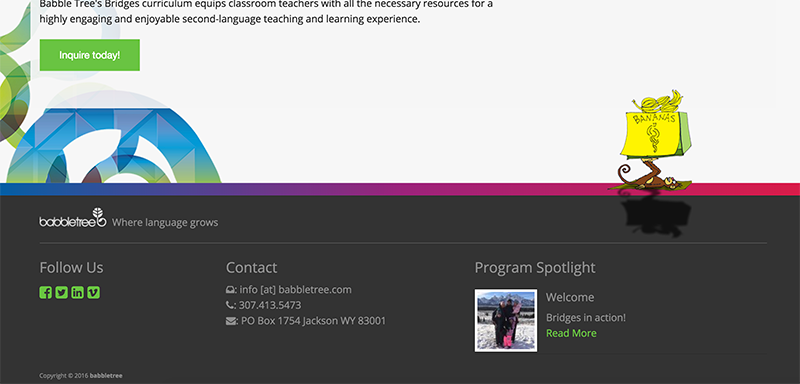 Babble Tree's Bridges curriculum equips classroom teachers with all the necessary resources for a
highly engaging and enjoyable second-language teaching and learning experience.
Inquire today!
BANANAS
babbletree Where language grows
Follow Us
Contact
: info [at] babbletree.com
: 307.413.5473
: PO Box 1754 Jackson WY 83001
Program Spotlight
Welcome
Bridges in action!
Read More
Copyright © 2016 babbletree